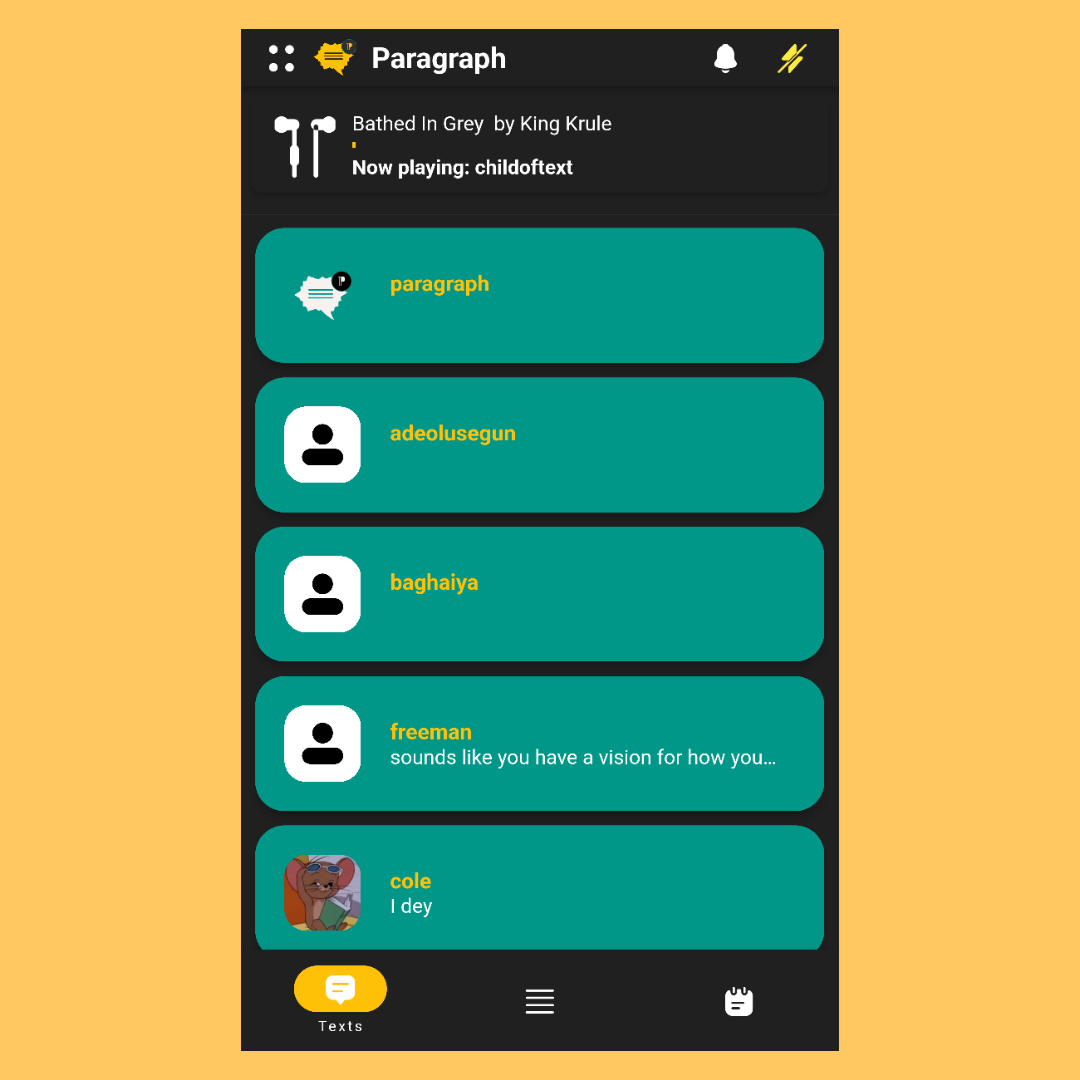 Paragraph
Bathed In Grey by King Krule
Now playing: childoftext
paragraph
adeolusegun
baghaiya
freeman
sounds like you have a vision for how you...
cole
I dey
Texts